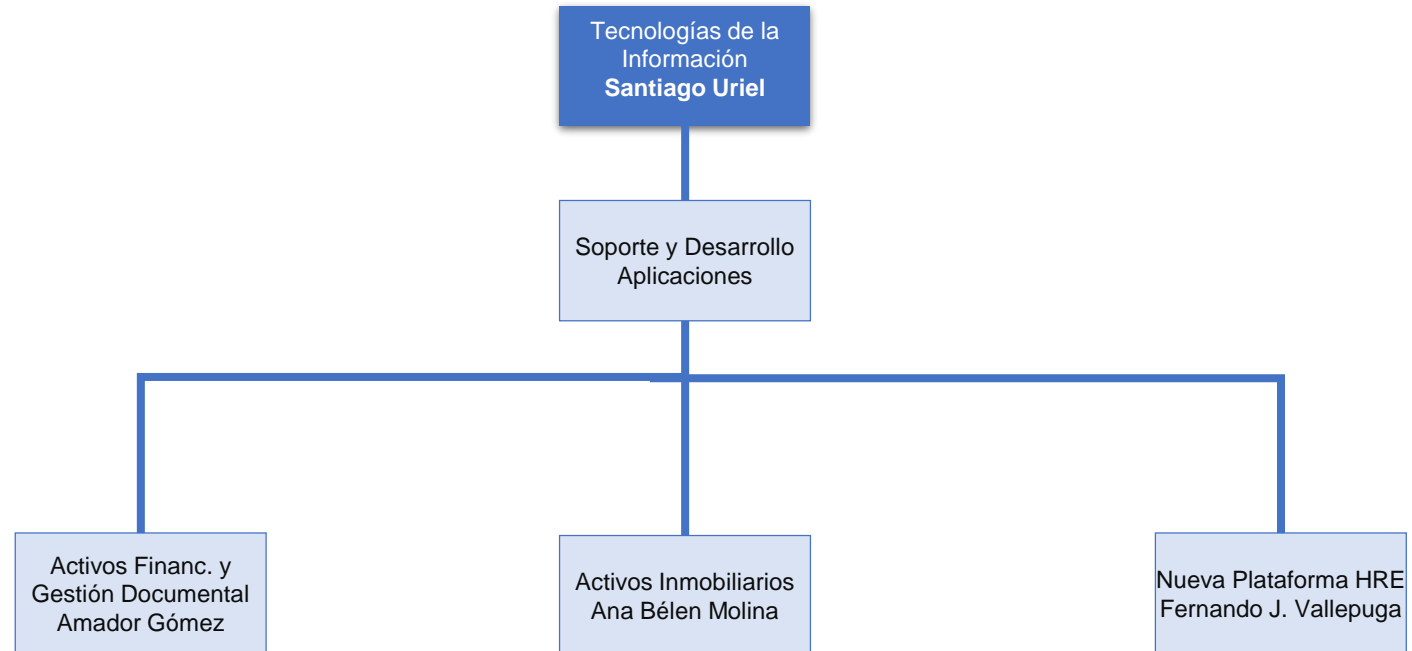 Tecnologías de la
Información
Santiago Uriel
Soporte y Desarrollo
Aplicaciones
Activos Financ. y
Gestión Documental
Amador Gómez
Activos Inmobiliarios
Ana Bélen Molina
Nueva Plataforma HRE
Fernando J. Vallepuga